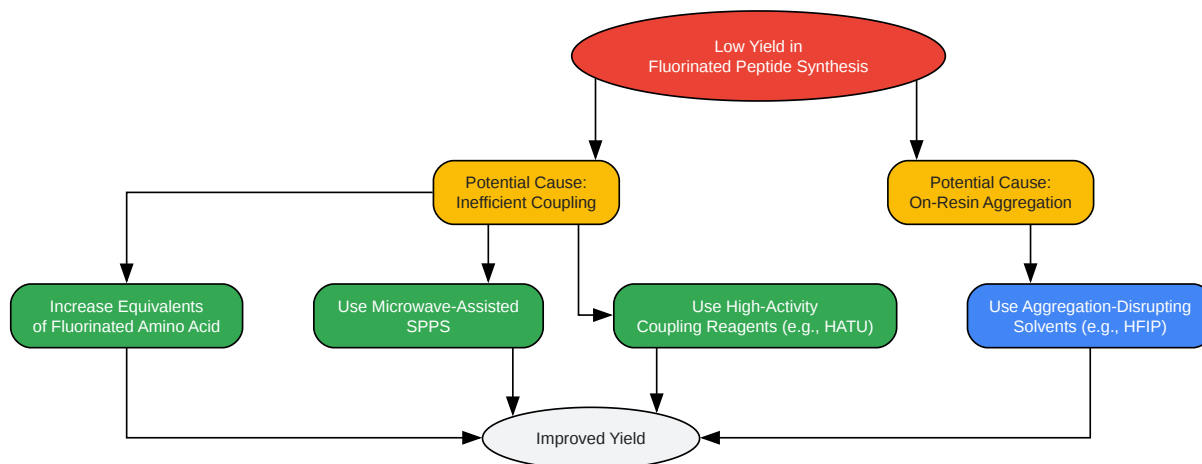 Low Yield in
Fluorinated Peptide Synthesis
Potential Cause:
Inefficient Coupling
Potential Cause:
On-Resin Aggregation
Increase Equivalents
of Fluorinated Amino Acid
Use Microwave-Assisted
SPPS
Use High-Activity
Coupling Reagents (e.g., HATU)
Use Aggregation-Disrupting
Solvents (e.g., HFIP)
Improved Yield